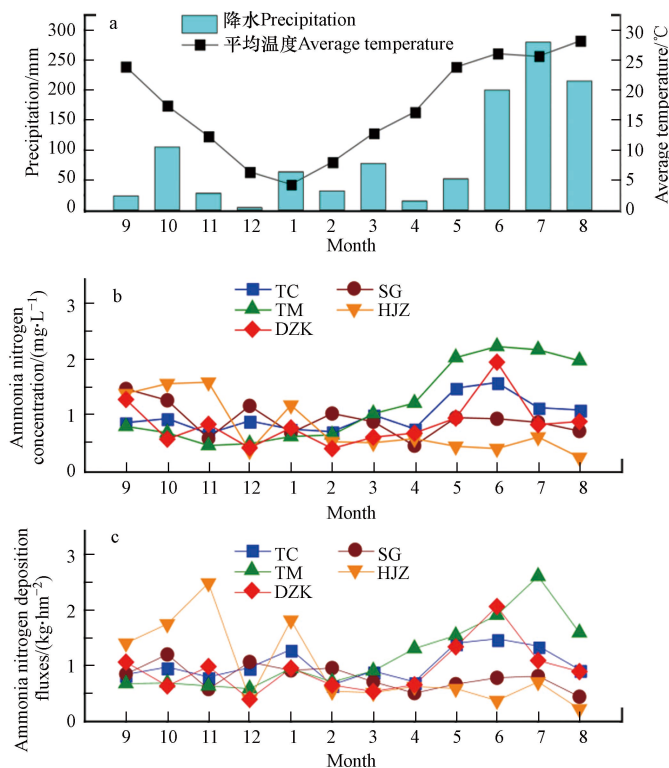 a
降水Precipitation
平均温度Average temperature
Precipitation/mm
300
250
200
150
100
50
0
30
25
20
15
10
5
0
Average temperature/℃
9 10 11 12 1 2 3 4 5 6 7 8
Month
b
TC SG
TM HJZ
DZK
Ammonia nitrogen
concentration/(mg·L⁻¹)
3
2
1
0
9 10 11 12 1 2 3 4 5 6 7 8
Month
c
TC SG
TM HJZ
DZK
Ammonia nitrogen deposition
fluxes/(kg·hm⁻²)
3
2
1
0
9 10 11 12 1 2 3 4 5 6 7 8
Month